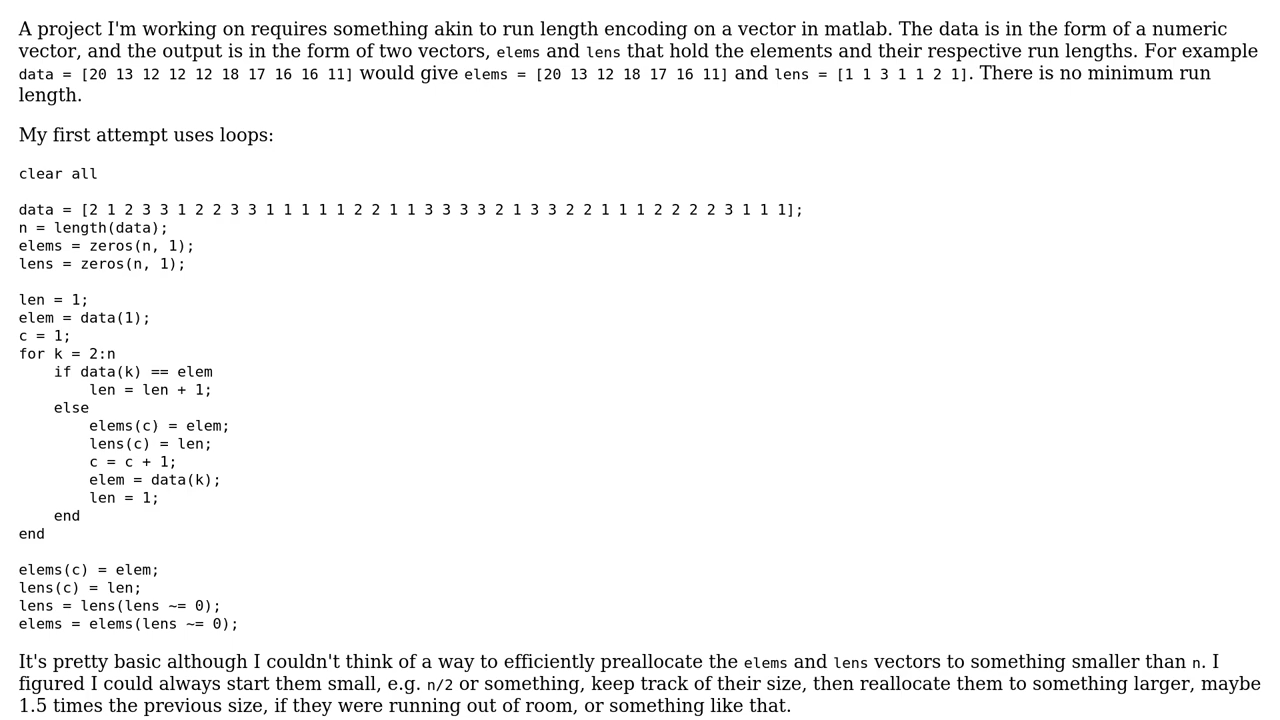 A project I'm working on requires something akin to run length encoding on a vector in matlab. The data is in the form of a numeric
vector, and the output is in the form of two vectors, elems and lens that hold the elements and their respective run lengths. For example
data = [20 13 12 12 12 18 17 16 16 11] would give elems = [20 13 12 18 17 16 11] and lens = [1 1 3 1 1 2 1]. There is no minimum run
length.
My first attempt uses loops:
clear all
data = [2 1 2 3 3 1 2 2 3 3 1 1 1 1 1 2 2 1 1 3 3 3 3 2 1 3 3 2 2 1 1 1 2 2 2 2 3 1 1 1];
n = length(data);
elems = zeros(n, 1);
lens = zeros(n, 1);
len = 1;
elem = data(1);
c = 1;
for k = 2:n
    if data(k) == elem
        len = len + 1;
    else
        elems(c) = elem;
        lens(c) = len;
        c = c + 1;
        elem = data(k);
        len = 1;
    end
end
elems(c) = elem;
lens(c) = len;
lens = lens(lens ~= 0);
elems = elems(lens ~= 0);
It's pretty basic although I couldn't think of a way to efficiently preallocate the elems and lens vectors to something smaller than n. I
figured I could always start them small, e.g. n/2 or something, keep track of their size, then reallocate them to something larger, maybe
1.5 times the previous size, if they were running out of room, or something like that.